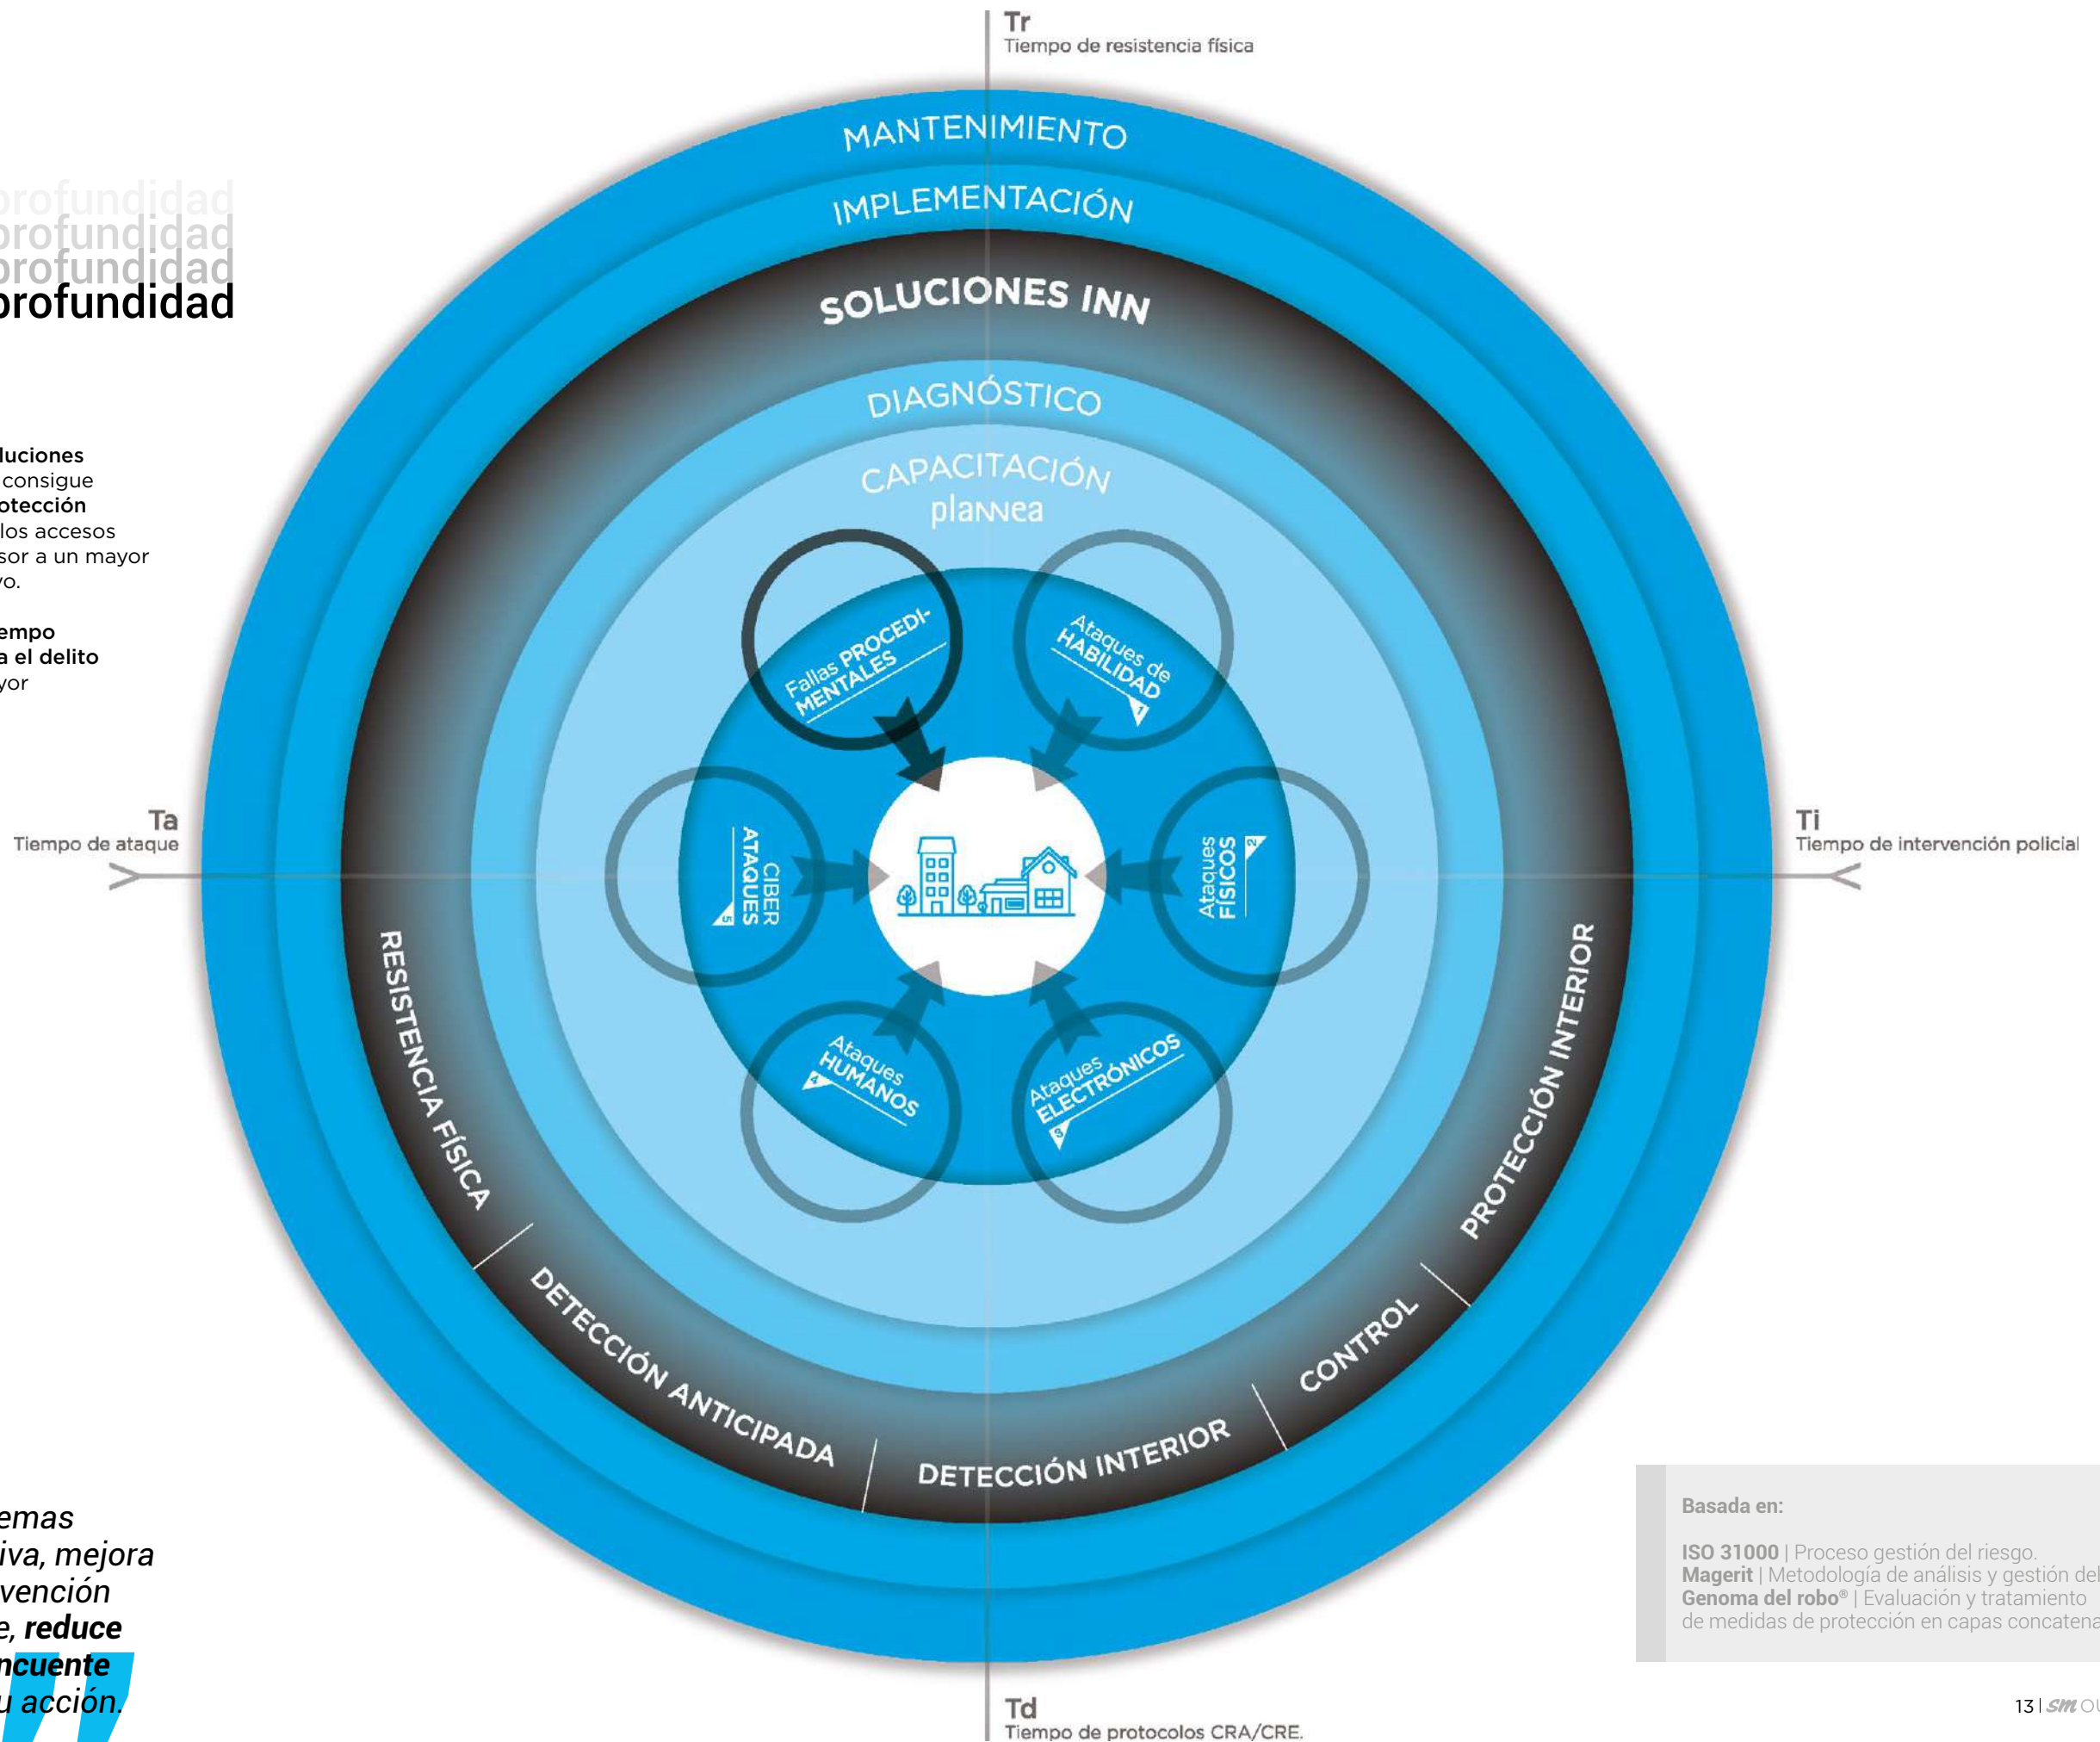 Tr
Tiempo de resistencia física
profundidad
profundidad
profundidad
profundidad
luciones
consigue
otección
los accesos
sor a un mayor
vo.
empo
a el delito
yor
MANTENIMIENTO
IMPLEMENTACIÓN
SOLUCIONES INN
DIAGNÓSTICO
CAPACITACIÓN
planNea
Fallas PROCEDI-
MENTALES
Ataques de
HABILIDAD
1
Ta
Tiempo de ataque
CIBER
ATAQUES
5
Ataques
FÍSICOS
2
Ti
Tiempo de intervención policial
Ataques
HUMANOS
4
Ataques
ELECTRÓNICOS
3
RESISTENCIA FÍSICA
DETECCIÓN ANTICIPADA
DETECCIÓN INTERIOR
CONTROL
PROTECCIÓN INTERIOR
emas
iva, mejora
vención
e, reduce
ncuente
u acción.
Basada en:
ISO 31000 | Proceso gestión del riesgo.
Magerit | Metodología de análisis y gestión del
Genoma del robo® | Evaluación y tratamiento
de medidas de protección en capas concatena
Td
Tiempo de protocolos CRA/CRE.
13 | sm OU